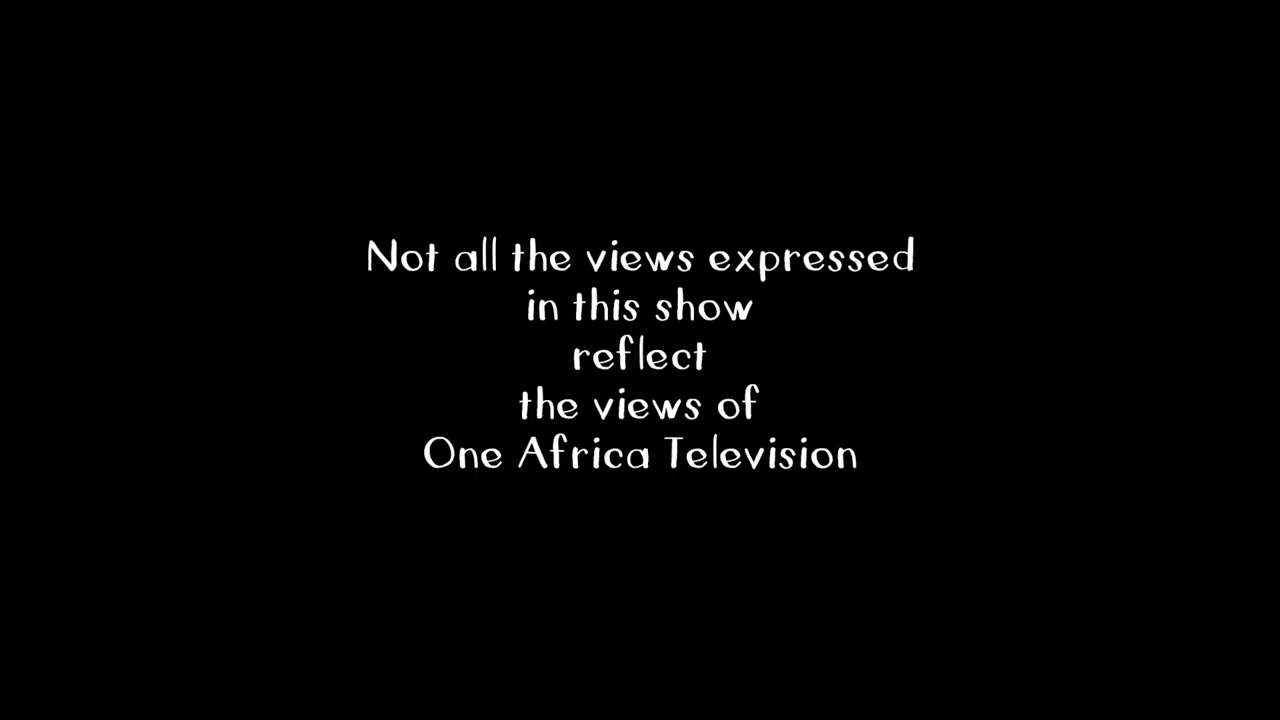 Not all the views expressed
in this show
reflect
the views of
One Africa Television